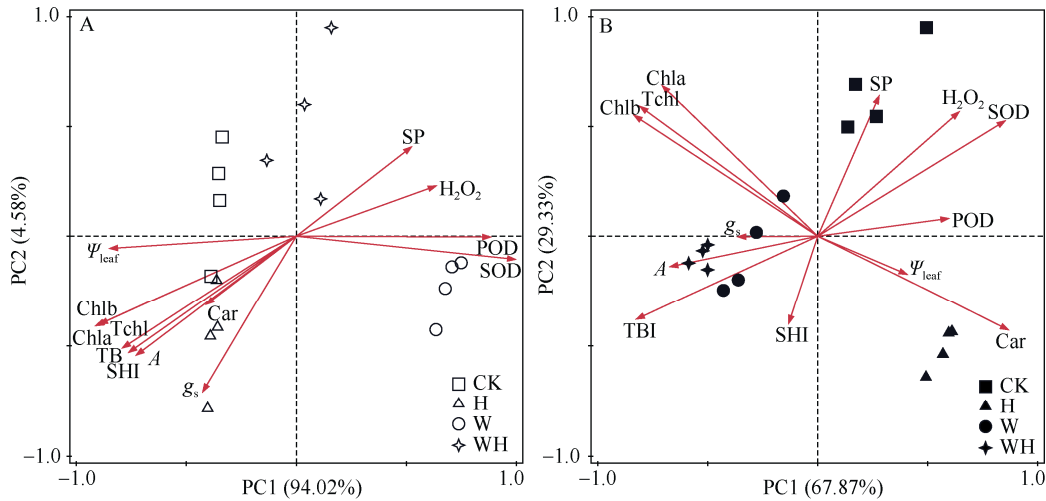 A
1.0
SP
H₂O₂
POD
SOD
Ψleaf
Chlb
Chla
Tchl
Car
TB
SHI
A
gs
CK
H
W
WH
PC2 (4.58%)
−1.0
−1.0
PC1 (94.02%)
1.0
B
1.0
Chla
Tchl
Chlb
SP
H₂O₂
SOD
POD
gs
A
Ψleaf
TBI
SHI
Car
CK
H
W
WH
PC2 (29.33%)
−1.0
−1.0
PC1 (67.87%)
1.0